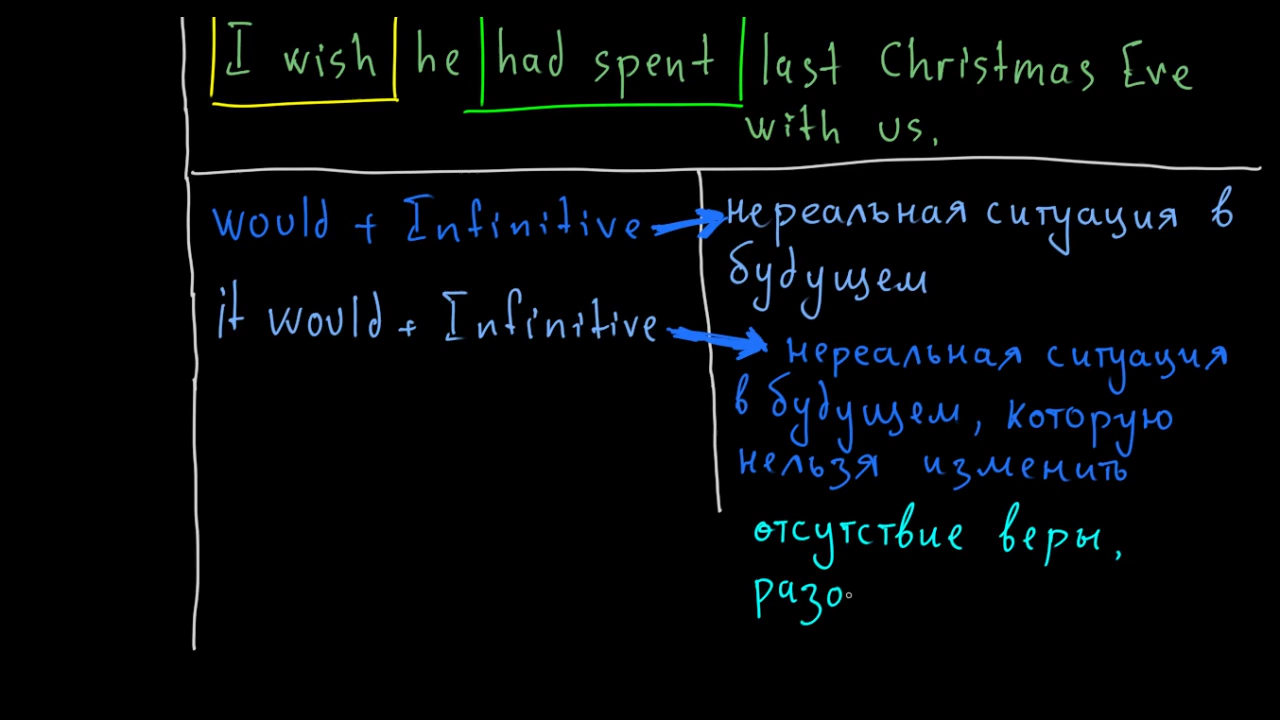 I wish he had spent last Christmas Eve
with us.
would + Infinitive
нереальная ситуация в
будущем
it would + Infinitive
нереальная ситуация
в будущем, которую
нельзя изменить
отсутствие веры,
разо